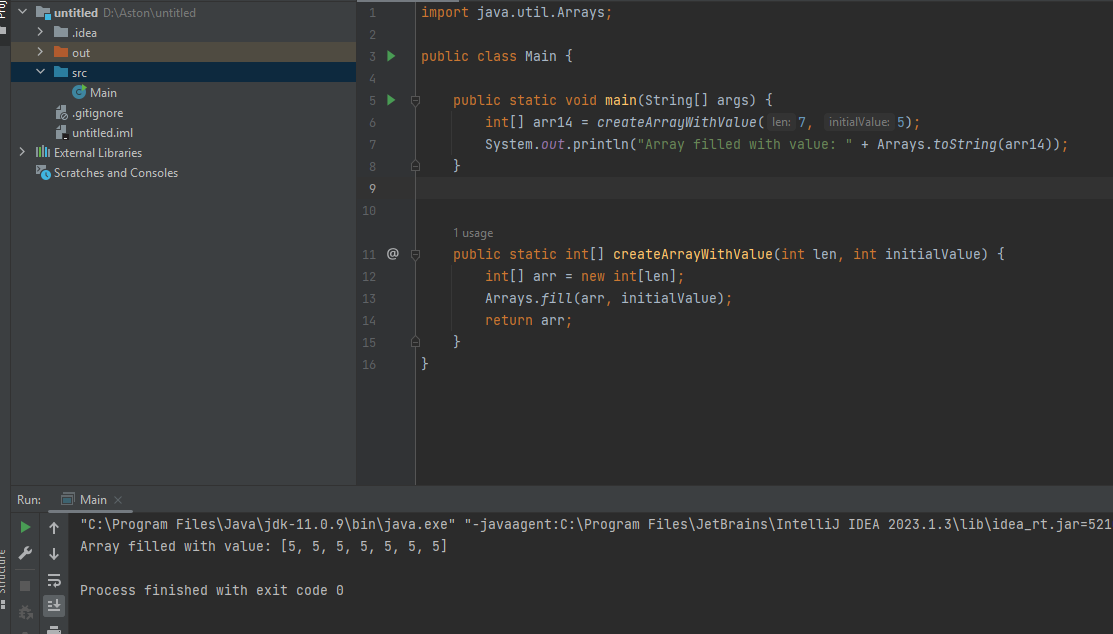 untitled D:\Aston\untitled
.idea
out
src
Main
.gitignore
untitled.iml
External Libraries
Scratches and Consoles
1 import java.util.Arrays;
2
3 public class Main {
4
5 public static void main(String[] args) {
6 int[] arr14 = createArrayWithValue( len: 7, initialValue: 5);
7 System.out.println("Array filled with value: " + Arrays.toString(arr14));
8 }
9
10
1 usage
11 @ public static int[] createArrayWithValue(int len, int initialValue) {
12 int[] arr = new int[len];
13 Arrays.fill(arr, initialValue);
14 return arr;
15 }
16 }
Run: Main
"C:\Program Files\Java\jdk-11.0.9\bin\java.exe" "-javaagent:C:\Program Files\JetBrains\IntelliJ IDEA 2023.1.3\lib\idea_rt.jar=521
Array filled with value: [5, 5, 5, 5, 5, 5, 5]
Process finished with exit code 0
Structure